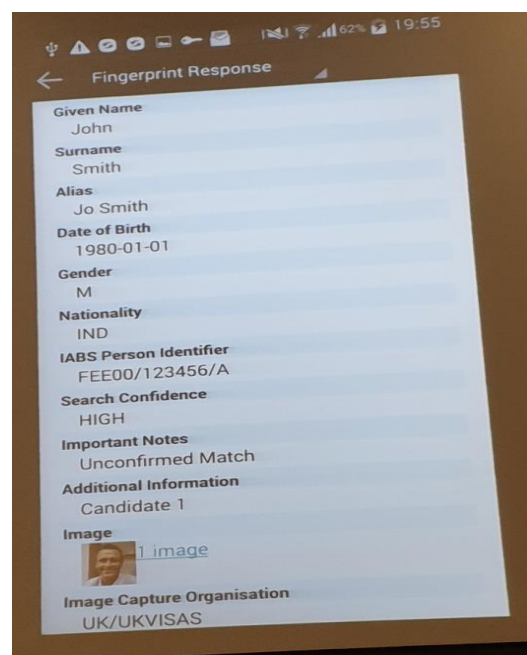 62% 19:55
Fingerprint Response
Given Name
John
Surname
Smith
Alias
Jo Smith
Date of Birth
1980-01-01
Gender
M
Nationality
IND
IABS Person Identifier
FEE00/123456/A
Search Confidence
HIGH
Important Notes
Unconfirmed Match
Additional Information
Candidate 1
Image
1 image
Image Capture Organisation
UK/UKVISAS